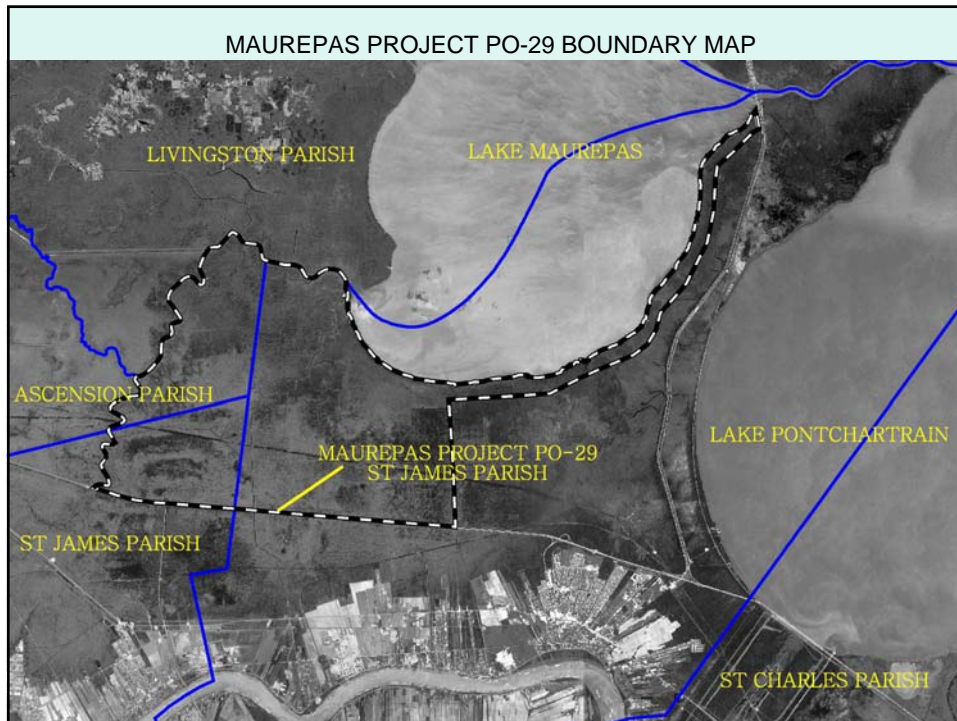 MAUREPAS PROJECT PO-29 BOUNDARY MAP
LIVINGSTON PARISH
LAKE MAUREPAS
ASCENSION PARISH
LAKE PONTCHARTRAIN
MAUREPAS PROJECT PO-29
ST JAMES PARISH
ST JAMES PARISH
ST CHARLES PARISH